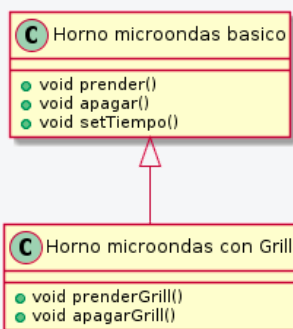 C Horno microondas basico
void prender()
void apagar()
void setTiempo()
C Horno microondas con Grill
void prenderGrill()
void apagarGrill()